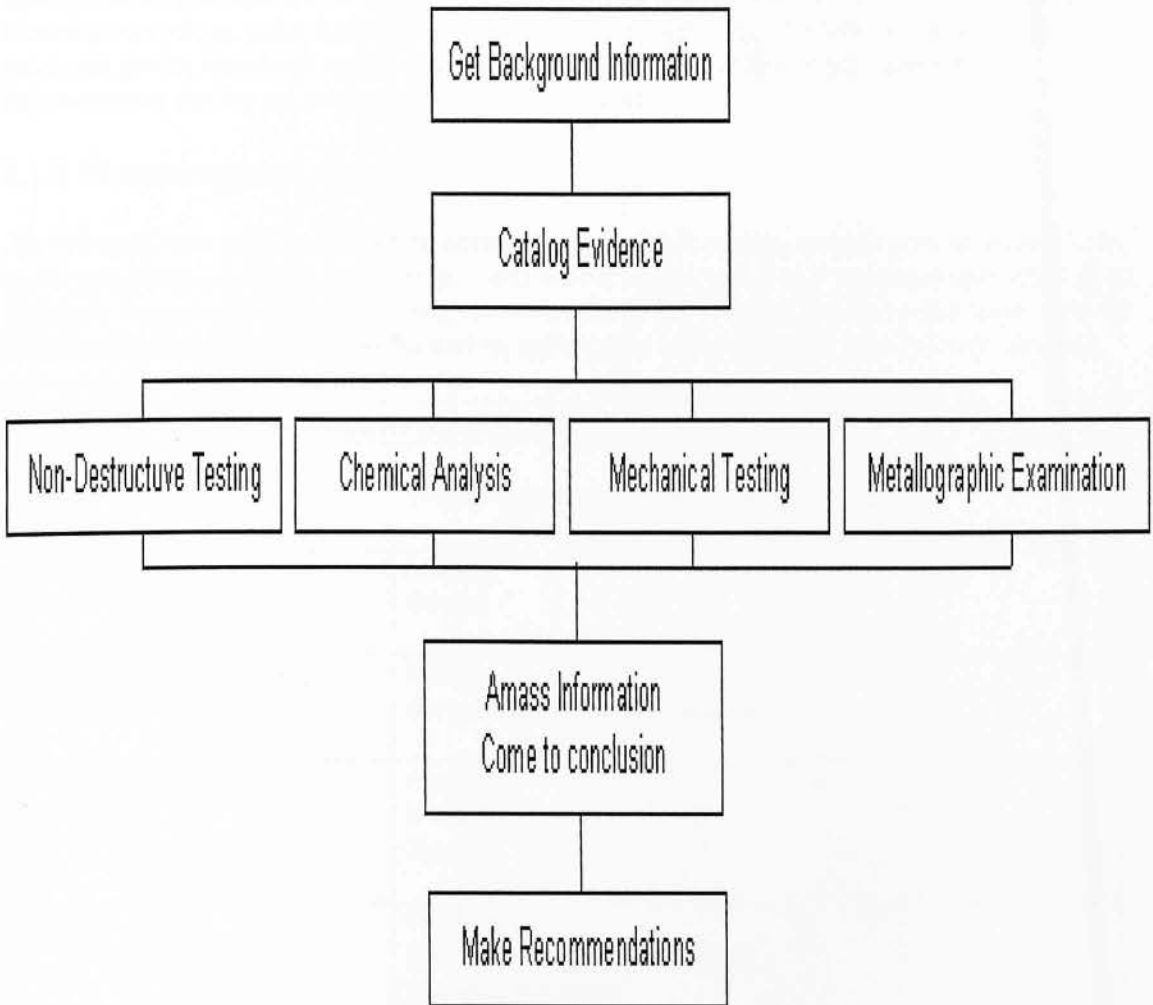 Get Background Information
Catalog Evidence
Non-Destructuve Testing
Chemical Analysis
Mechanical Testing
Metallographic Examination
Amass Information
Come to conclusion
Make Recommendations